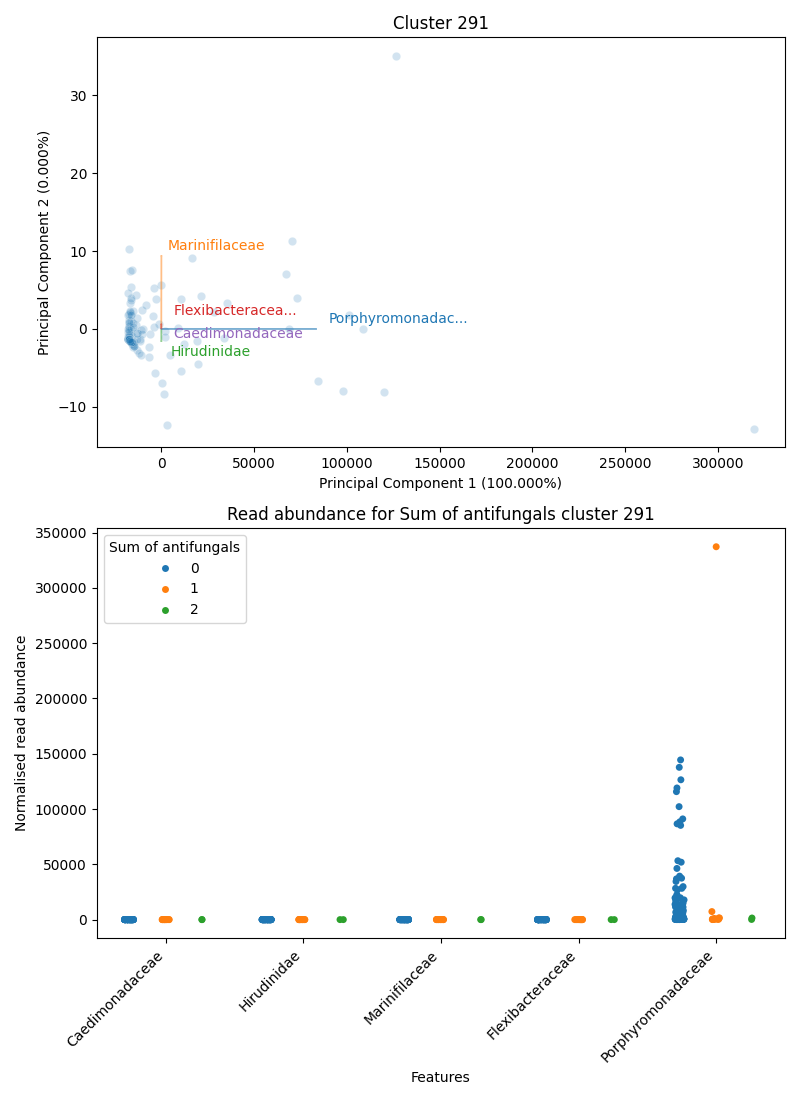 Cluster 291
Principal Component 2 (0.000%)
30
20
10
0
−10
Marinifilaceae
Flexibacteracea...
Porphyromonadac...
Caedimonadaceae
Hirudinidae
0 50000 100000 150000 200000 250000 300000
Principal Component 1 (100.000%)
Read abundance for Sum of antifungals cluster 291
Normalised read abundance
350000
300000
250000
200000
150000
100000
50000
0
Sum of antifungals
0
1
2
Caedimonadaceae
Hirudinidae
Marinifilaceae
Flexibacteraceae
Porphyromonadaceae
Features